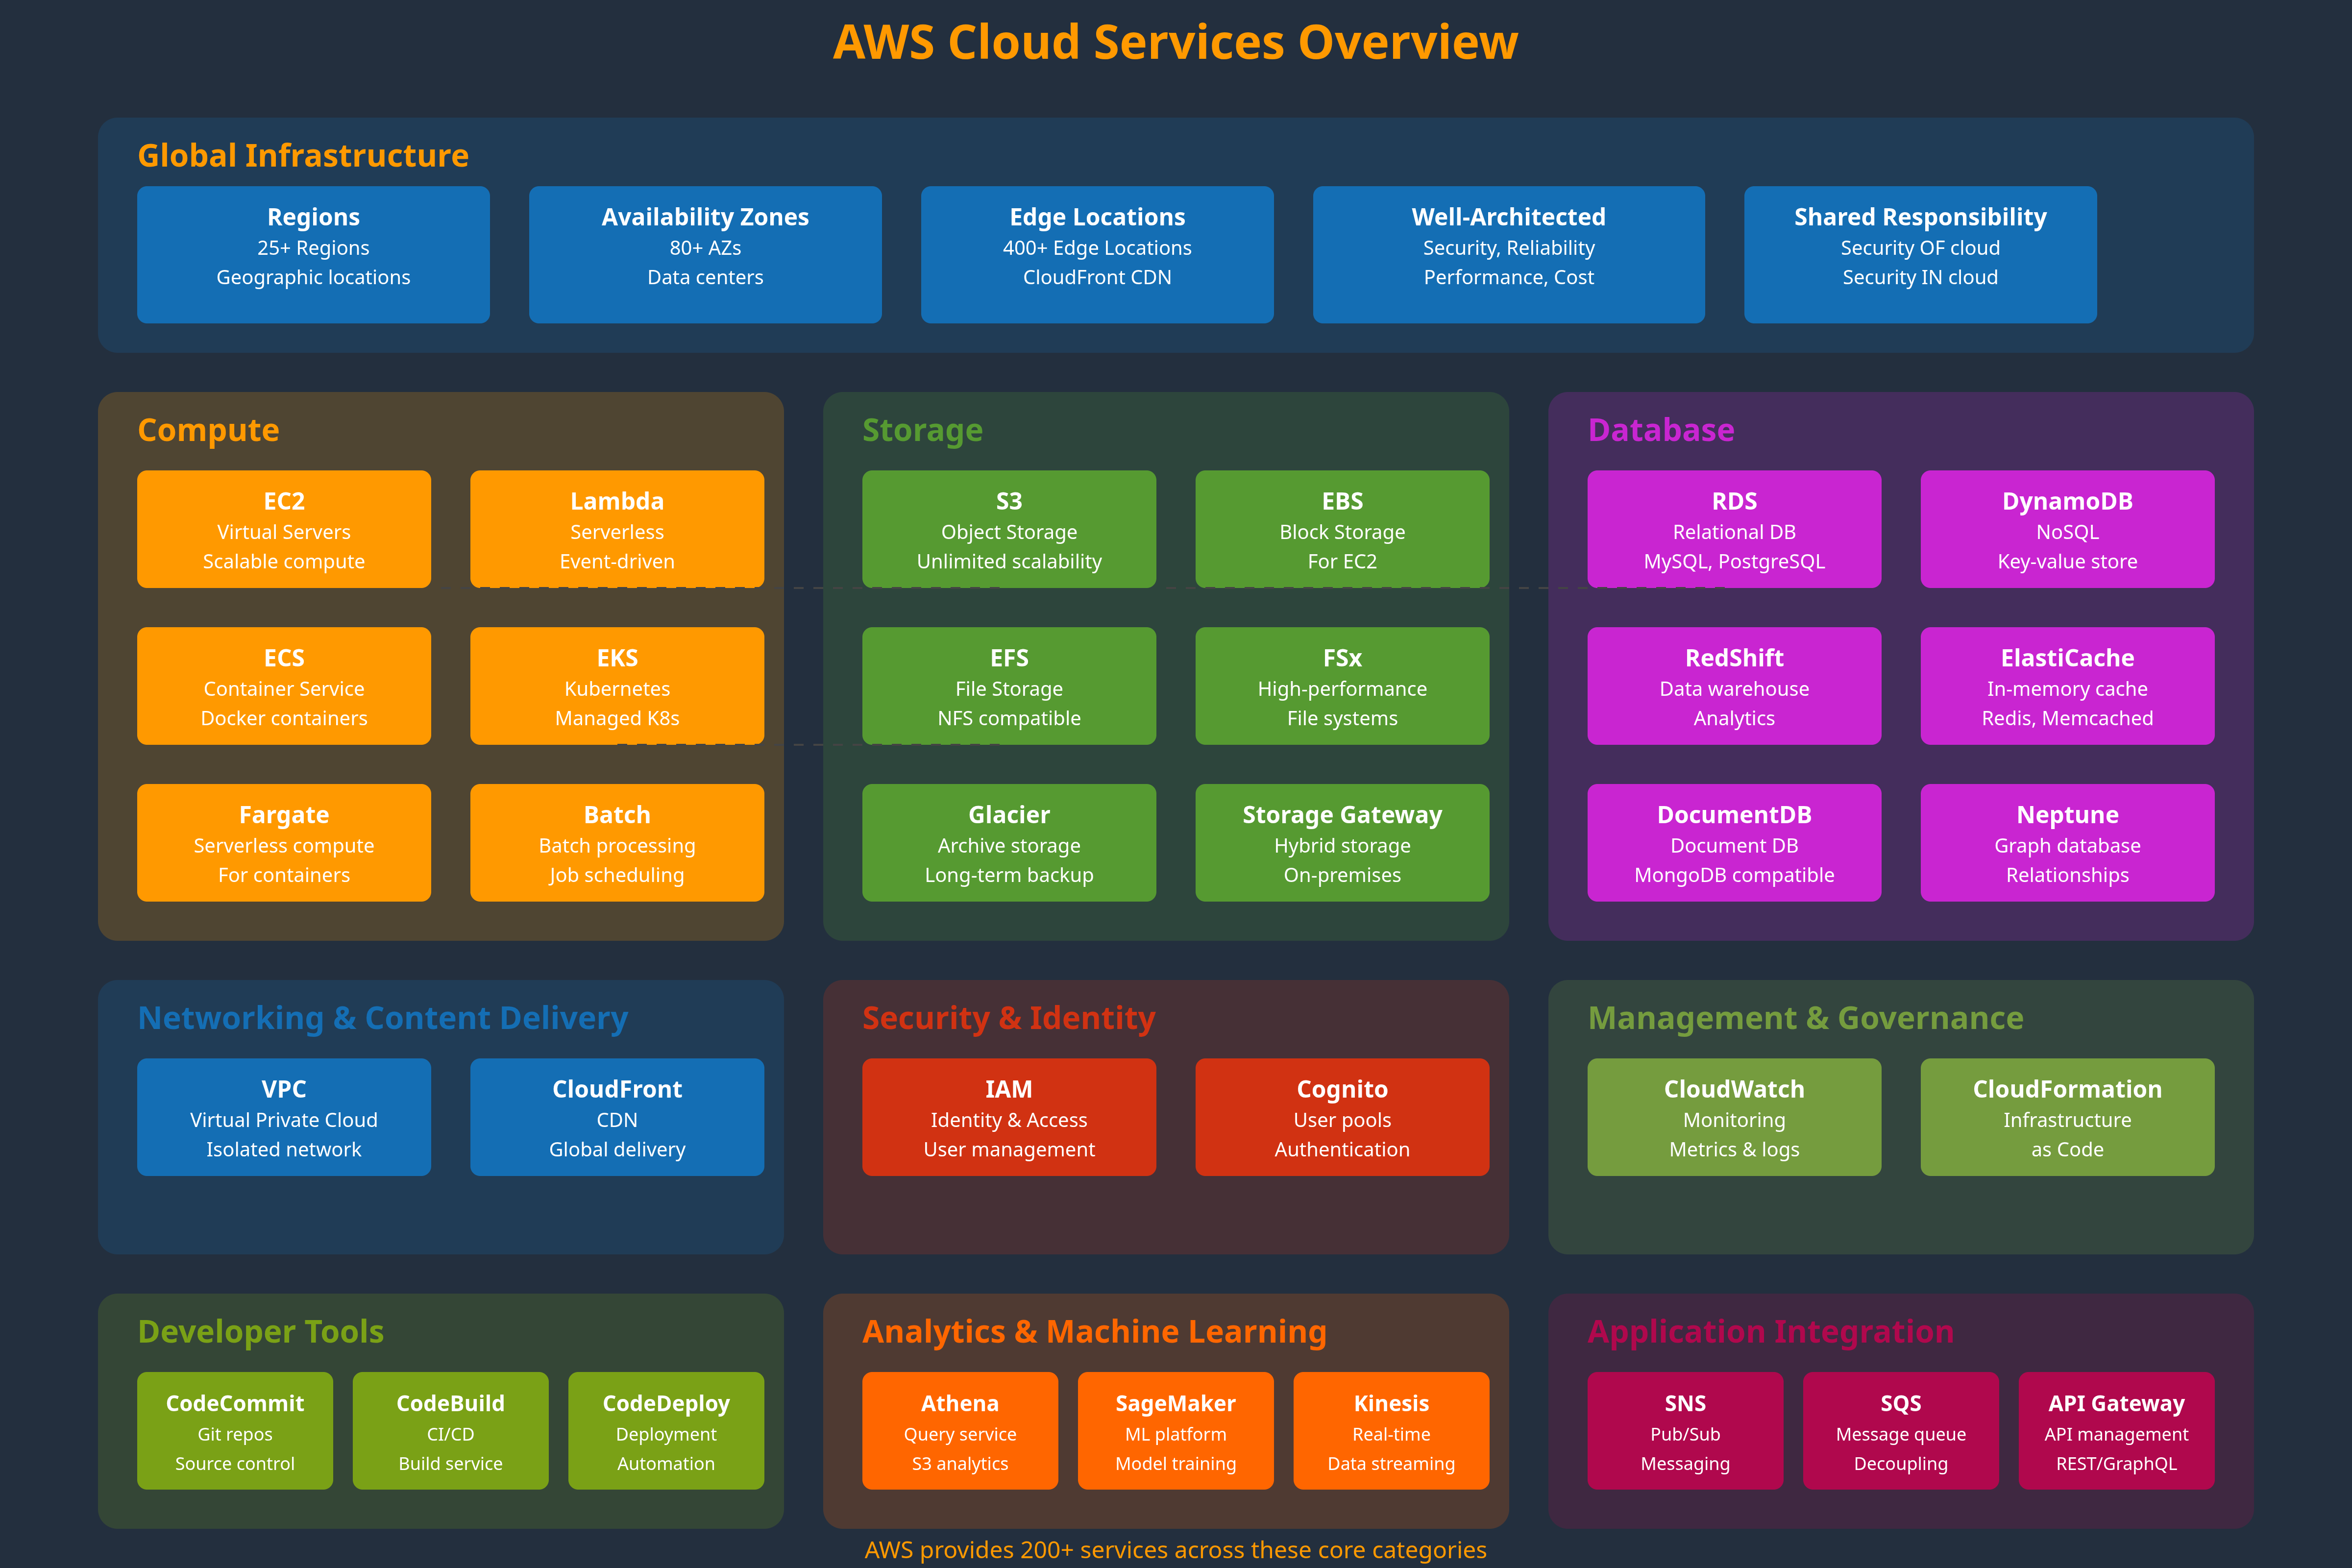 AWS Cloud Services Overview
Global Infrastructure
Regions
25+ Regions
Geographic locations
Availability Zones
80+ AZs
Data centers
Edge Locations
400+ Edge Locations
CloudFront CDN
Well-Architected
Security, Reliability
Performance, Cost
Shared Responsibility
Security OF cloud
Security IN cloud
Compute
EC2
Virtual Servers
Scalable compute
Lambda
Serverless
Event-driven
ECS
Container Service
Docker containers
EKS
Kubernetes
Managed K8s
Fargate
Serverless compute
For containers
Batch
Batch processing
Job scheduling
Storage
S3
Object Storage
Unlimited scalability
EBS
Block Storage
For EC2
EFS
File Storage
NFS compatible
FSx
High-performance
File systems
Glacier
Archive storage
Long-term backup
Storage Gateway
Hybrid storage
On-premises
Database
RDS
Relational DB
MySQL, PostgreSQL
DynamoDB
NoSQL
Key-value store
RedShift
Data warehouse
Analytics
ElastiCache
In-memory cache
Redis, Memcached
DocumentDB
Document DB
MongoDB compatible
Neptune
Graph database
Relationships
Networking & Content Delivery
VPC
Virtual Private Cloud
Isolated network
CloudFront
CDN
Global delivery
Security & Identity
IAM
Identity & Access
User management
Cognito
User pools
Authentication
Management & Governance
CloudWatch
Monitoring
Metrics & logs
CloudFormation
Infrastructure
as Code
Developer Tools
CodeCommit
Git repos
Source control
CodeBuild
CI/CD
Build service
CodeDeploy
Deployment
Automation
Analytics & Machine Learning
Athena
Query service
S3 analytics
SageMaker
ML platform
Model training
Kinesis
Real-time
Data streaming
Application Integration
SNS
Pub/Sub
Messaging
SQS
Message queue
Decoupling
API Gateway
API management
REST/GraphQL
AWS provides 200+ services across these core categories